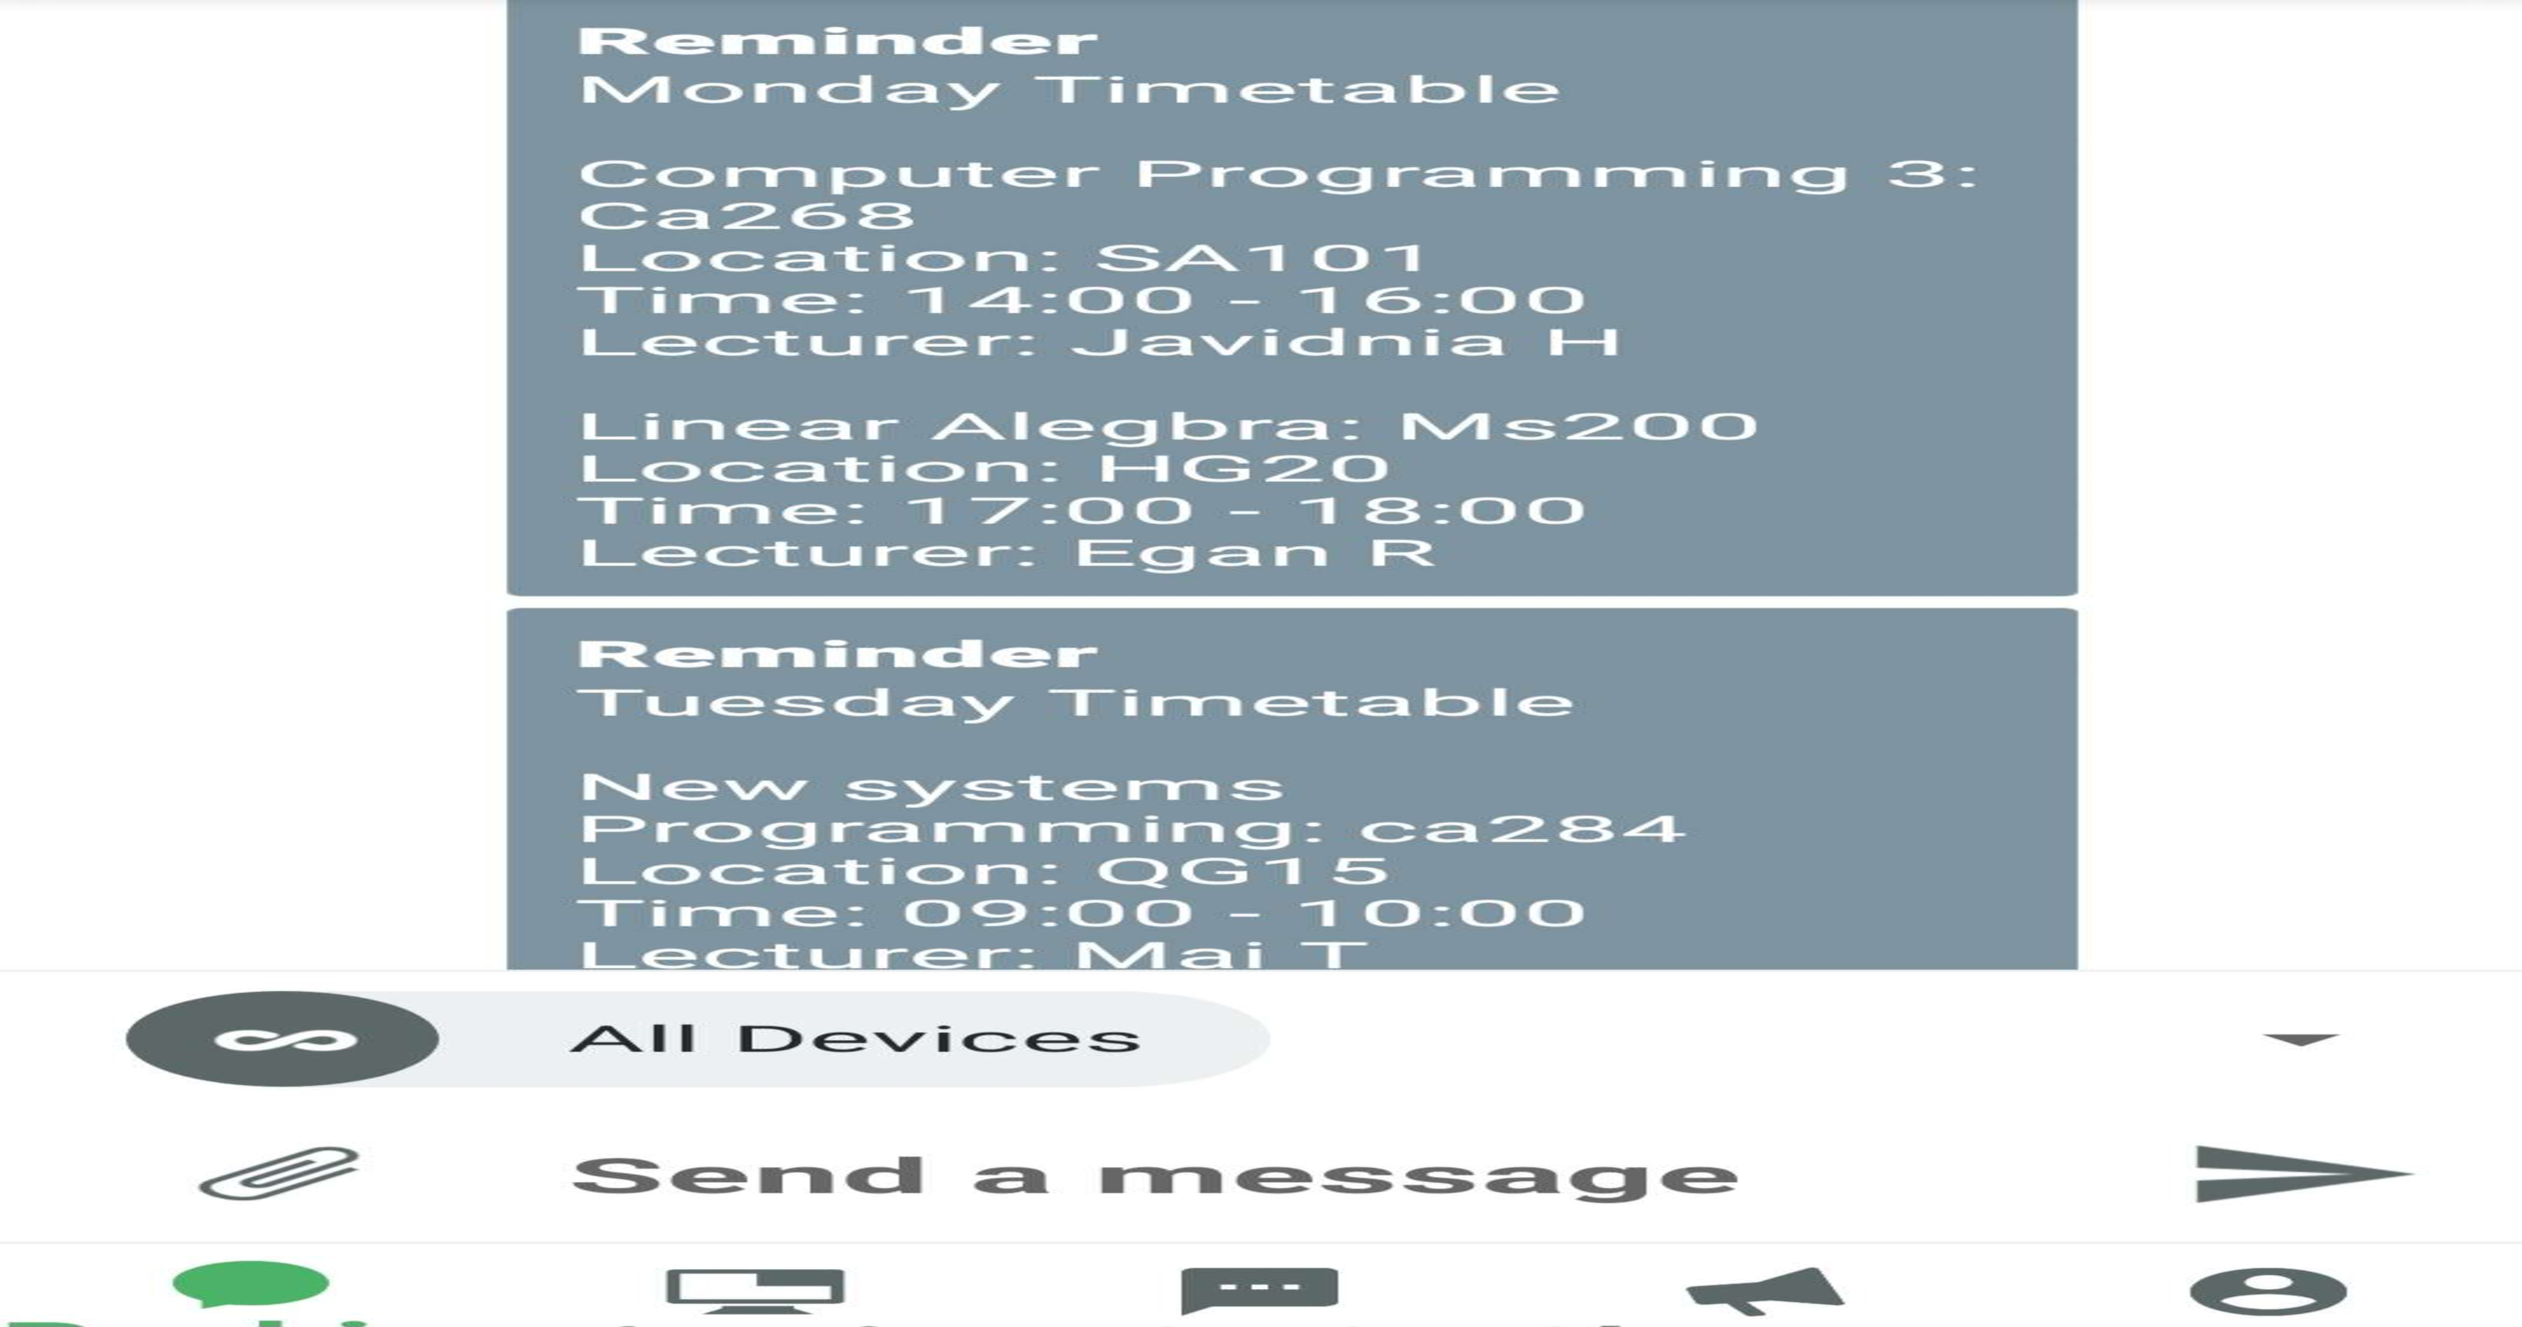 Reminder
Monday Timetable
Computer Programming 3:
Ca268
Location: SA101
Time: 14:00 - 16:00
Lecturer: Javidnia H
Linear Alegbra: Ms200
Location: HG20
Time: 17:00 - 18:00
Lecturer: Egan R
Reminder
Tuesday Timetable
New systems
Programming: ca284
Location: QG15
Time: 09:00 - 10:00
Lecturer: Mai T
All Devices
Send a message